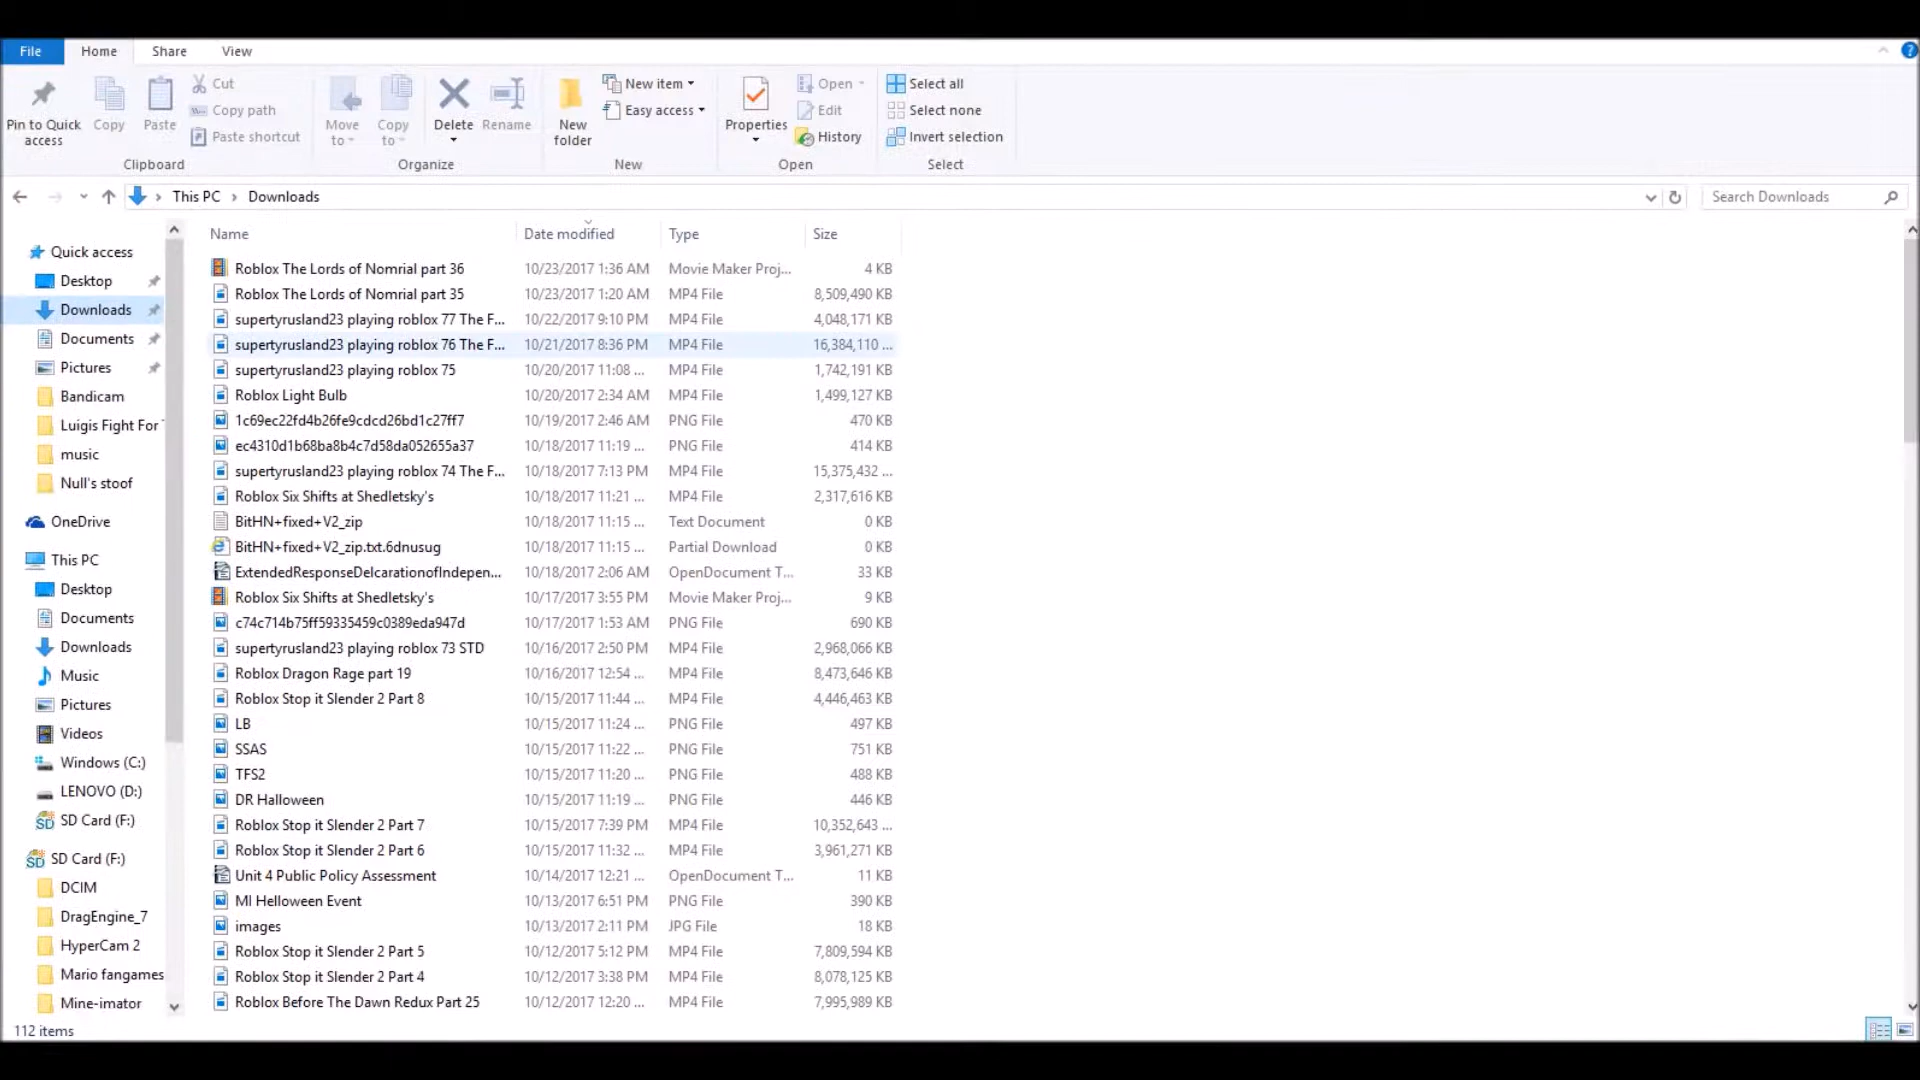 File Home Share View
Pin to Quick access
Copy
Paste
Cut
Copy path
Paste shortcut
Clipboard
Move to
Copy to
Delete
Rename
Organize
New folder
New item
Easy access
New
Properties
Open
Edit
History
Open
Select all
Select none
Invert selection
Select
This PC Downloads
Search Downloads
Quick access
Desktop
Downloads
Documents
Pictures
Bandicam
Luigis Fight For
music
Null's stoof
OneDrive
This PC
Desktop
Documents
Downloads
Music
Pictures
Videos
Windows (C:)
LENOVO (D:)
SD Card (F:)
SD Card (F:)
DCIM
DragEngine_7
HyperCam 2
Mario fangames
Mine-imator
Name Date modified Type Size
Roblox The Lords of Nomrial part 36 10/23/2017 1:36 AM Movie Maker Proj... 4 KB
Roblox The Lords of Nomrial part 35 10/23/2017 1:20 AM MP4 File 8,509,490 KB
supertyrusland23 playing roblox 77 The F... 10/22/2017 9:10 PM MP4 File 4,048,171 KB
supertyrusland23 playing roblox 76 The F... 10/21/2017 8:36 PM MP4 File 16,384,110 ...
supertyrusland23 playing roblox 75 10/20/2017 11:08 ... MP4 File 1,742,191 KB
Roblox Light Bulb 10/20/2017 2:34 AM MP4 File 1,499,127 KB
1c69ec22fd4b26fe9cdcd26bd1c27ff7 10/19/2017 2:46 AM PNG File 470 KB
ec4310d1b68ba8b4c7d58da052655a37 10/18/2017 11:19 ... PNG File 414 KB
supertyrusland23 playing roblox 74 The F... 10/18/2017 7:13 PM MP4 File 15,375,432 ...
Roblox Six Shifts at Shedletsky's 10/18/2017 11:21 ... MP4 File 2,317,616 KB
BitHN+fixed+V2_zip 10/18/2017 11:15 ... Text Document 0 KB
BitHN+fixed+V2_zip.txt.6dnusug 10/18/2017 11:15 ... Partial Download 0 KB
ExtendedResponseDelcarationofIndepen... 10/18/2017 2:06 AM OpenDocument T... 33 KB
Roblox Six Shifts at Shedletsky's 10/17/2017 3:55 PM Movie Maker Proj... 9 KB
c74c714b75ff59335459c0389eda947d 10/17/2017 1:53 AM PNG File 690 KB
supertyrusland23 playing roblox 73 STD 10/16/2017 2:50 PM MP4 File 2,968,066 KB
Roblox Dragon Rage part 19 10/16/2017 12:54 ... MP4 File 8,473,646 KB
Roblox Stop it Slender 2 Part 8 10/15/2017 11:44 ... MP4 File 4,446,463 KB
LB 10/15/2017 11:24 ... PNG File 497 KB
SSAS 10/15/2017 11:22 ... PNG File 751 KB
TFS2 10/15/2017 11:20 ... PNG File 488 KB
DR Halloween 10/15/2017 11:19 ... PNG File 446 KB
Roblox Stop it Slender 2 Part 7 10/15/2017 7:39 PM MP4 File 10,352,643 ...
Roblox Stop it Slender 2 Part 6 10/15/2017 11:32 ... MP4 File 3,961,271 KB
Unit 4 Public Policy Assessment 10/14/2017 12:21 ... OpenDocument T... 11 KB
MI Helloween Event 10/13/2017 6:51 PM PNG File 390 KB
images 10/13/2017 2:11 PM JPG File 18 KB
Roblox Stop it Slender 2 Part 5 10/12/2017 5:12 PM MP4 File 7,809,594 KB
Roblox Stop it Slender 2 Part 4 10/12/2017 3:38 PM MP4 File 8,078,125 KB
Roblox Before The Dawn Redux Part 25 10/12/2017 12:20 ... MP4 File 7,995,989 KB
112 items